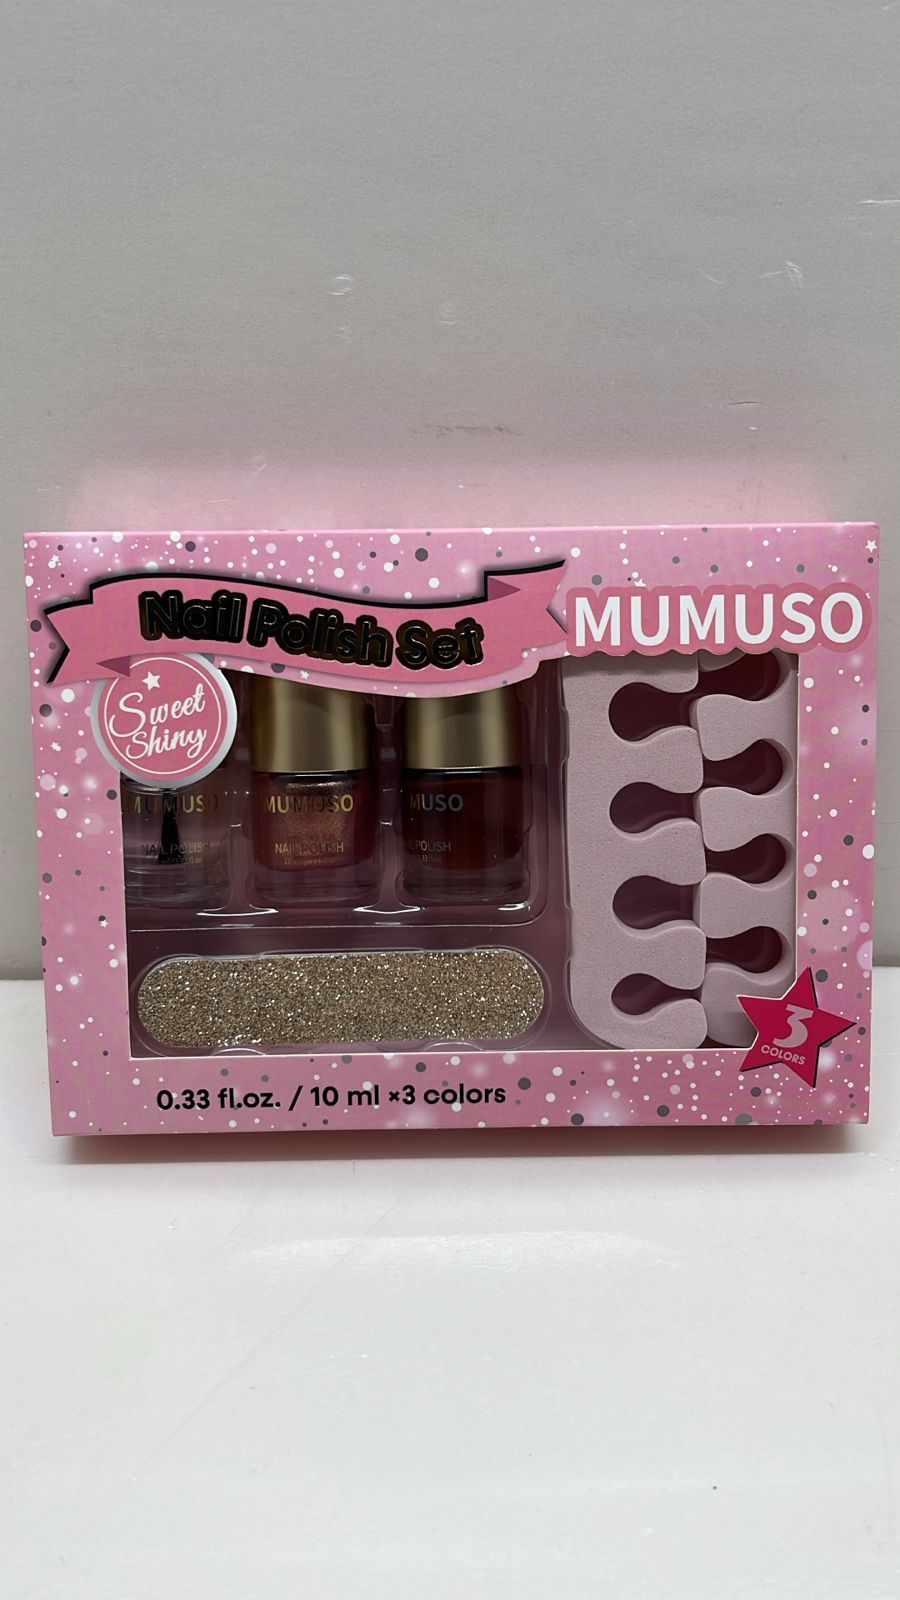 Nail Polish Set
MUMUSO
Sweet
Shiny
MUMUSO
NAIL POLISH
MUMUSO
NAIL POLISH
MUSO
0.33 fl.oz. / 10 ml ×3 colors
3
COLORS